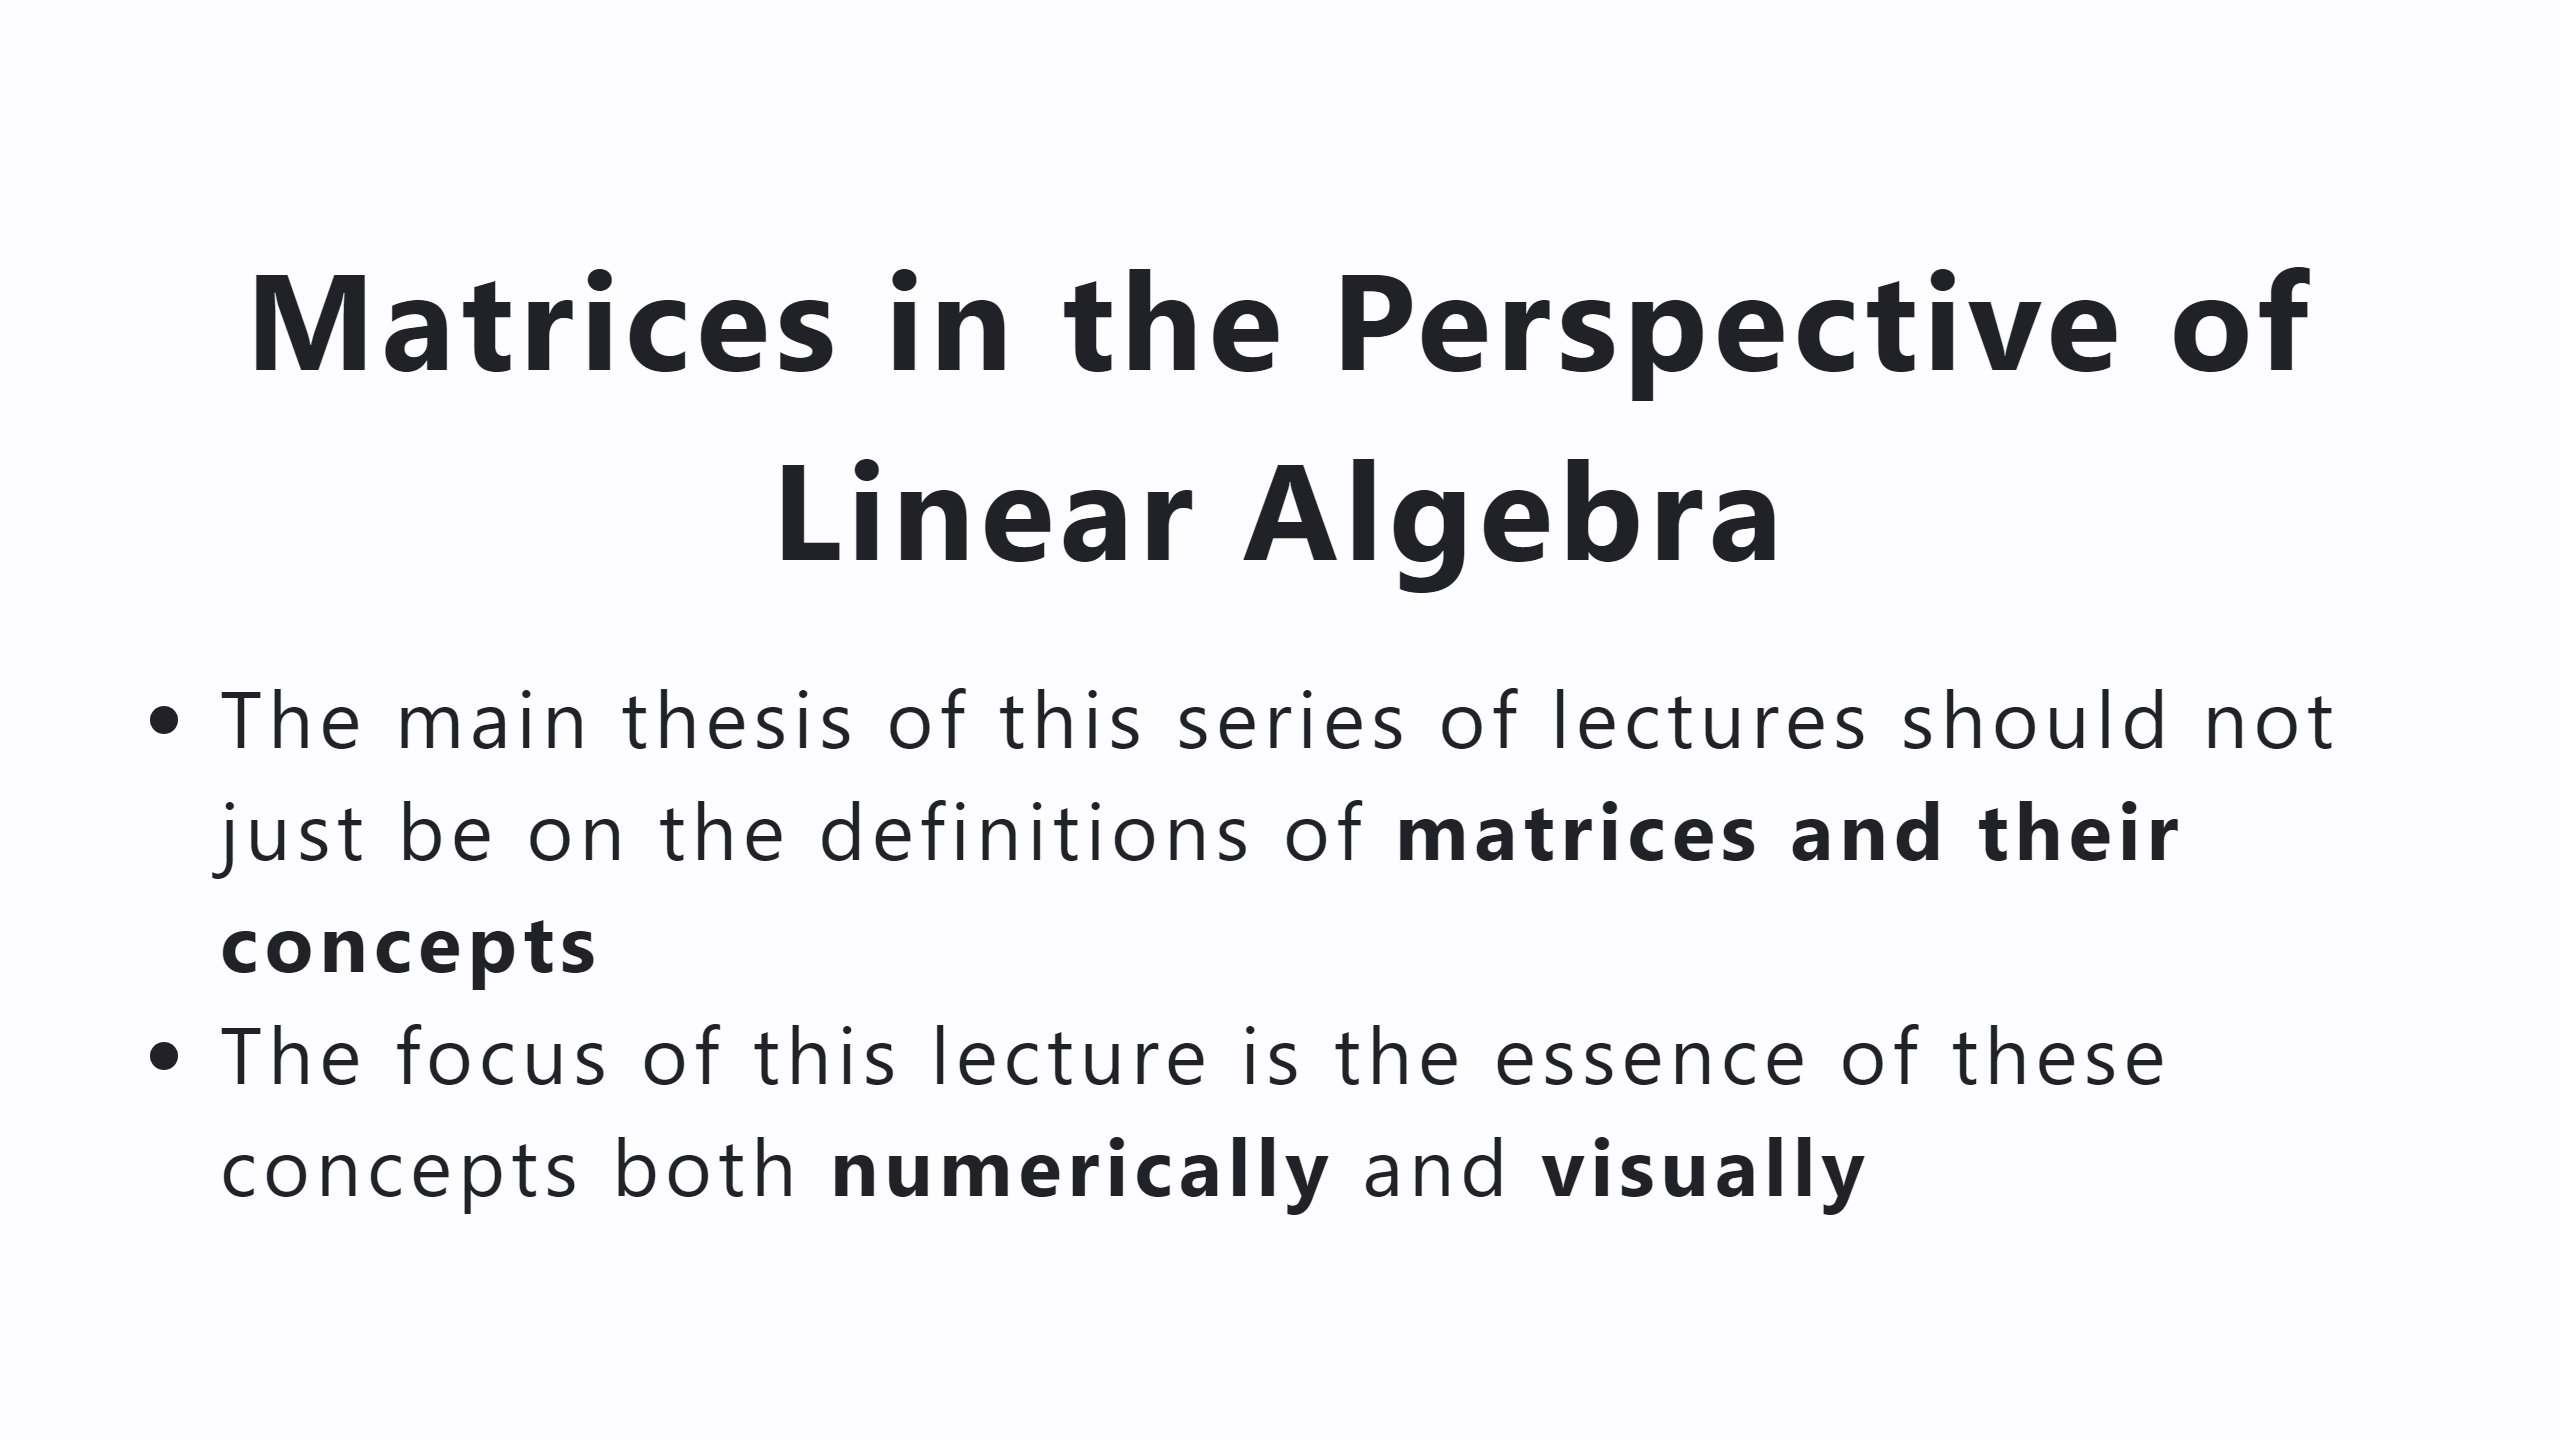 Matrices in the Perspective of
Linear Algebra
• The main thesis of this series of lectures should not
just be on the definitions of matrices and their
concepts
• The focus of this lecture is the essence of these
concepts both numerically and visually